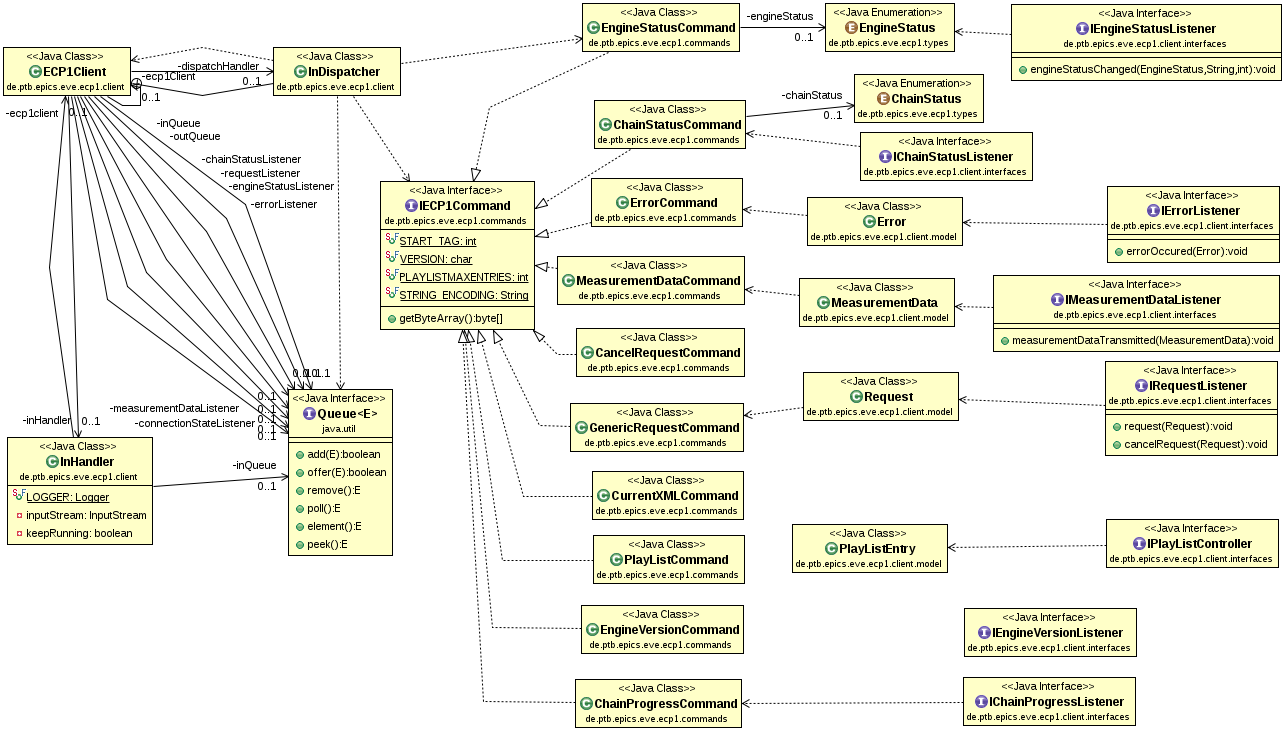 <<Java Class>>
ECP1Client
de.ptb.epics.eve.ecp1.client
<<Java Class>>
InDispatcher
de.ptb.epics.eve.ecp1.client
-dispatchHandler
0..1
-ecp1Client
0..1
-ecp1client
0..1
-inQueue
-outQueue
-chainStatusListener
-requestListener
-engineStatusListener
-errorListener
-measurementDataListener
-connectionStateListener
0..1
0..1
0..1
0..1
0..1
-inHandler
0..1
<<Java Class>>
InHandler
de.ptb.epics.eve.ecp1.client
LOGGER: Logger
inputStream: InputStream
keepRunning: boolean
-inQueue
0..1
<<Java Interface>>
Queue<E>
java.util
add(E):boolean
offer(E):boolean
remove():E
poll():E
element():E
peek():E
<<Java Interface>>
IECP1Command
de.ptb.epics.eve.ecp1.commands
START_TAG: int
VERSION: char
PLAYLISTMAXENTRIES: int
STRING_ENCODING: String
getByteArray():byte[]
<<Java Class>>
EngineStatusCommand
de.ptb.epics.eve.ecp1.commands
-engineStatus
0..1
<<Java Enumeration>>
EngineStatus
de.ptb.epics.eve.ecp1.types
<<Java Interface>>
IEngineStatusListener
de.ptb.epics.eve.ecp1.client.interfaces
engineStatusChanged(EngineStatus,String,int):void
<<Java Class>>
ChainStatusCommand
de.ptb.epics.eve.ecp1.commands
-chainStatus
0..1
<<Java Enumeration>>
ChainStatus
de.ptb.epics.eve.ecp1.types
<<Java Interface>>
IChainStatusListener
de.ptb.epics.eve.ecp1.client.interfaces
<<Java Class>>
ErrorCommand
de.ptb.epics.eve.ecp1.commands
<<Java Class>>
Error
de.ptb.epics.eve.ecp1.client.model
<<Java Interface>>
IErrorListener
de.ptb.epics.eve.ecp1.client.interfaces
errorOccured(Error):void
<<Java Class>>
MeasurementDataCommand
de.ptb.epics.eve.ecp1.commands
<<Java Class>>
MeasurementData
de.ptb.epics.eve.ecp1.client.model
<<Java Interface>>
IMeasurementDataListener
de.ptb.epics.eve.ecp1.client.interfaces
measurementDataTransmitted(MeasurementData):void
<<Java Class>>
CancelRequestCommand
de.ptb.epics.eve.ecp1.commands
<<Java Class>>
GenericRequestCommand
de.ptb.epics.eve.ecp1.commands
<<Java Class>>
Request
de.ptb.epics.eve.ecp1.client.model
<<Java Interface>>
IRequestListener
de.ptb.epics.eve.ecp1.client.interfaces
request(Request):void
cancelRequest(Request):void
<<Java Class>>
CurrentXMLCommand
de.ptb.epics.eve.ecp1.commands
<<Java Class>>
PlayListCommand
de.ptb.epics.eve.ecp1.commands
<<Java Class>>
PlayListEntry
de.ptb.epics.eve.ecp1.client.model
<<Java Interface>>
IPlayListController
de.ptb.epics.eve.ecp1.client.interfaces
<<Java Class>>
EngineVersionCommand
de.ptb.epics.eve.ecp1.commands
<<Java Interface>>
IEngineVersionListener
de.ptb.epics.eve.ecp1.client.interfaces
<<Java Class>>
ChainProgressCommand
de.ptb.epics.eve.ecp1.commands
<<Java Interface>>
IChainProgressListener
de.ptb.epics.eve.ecp1.client.interfaces